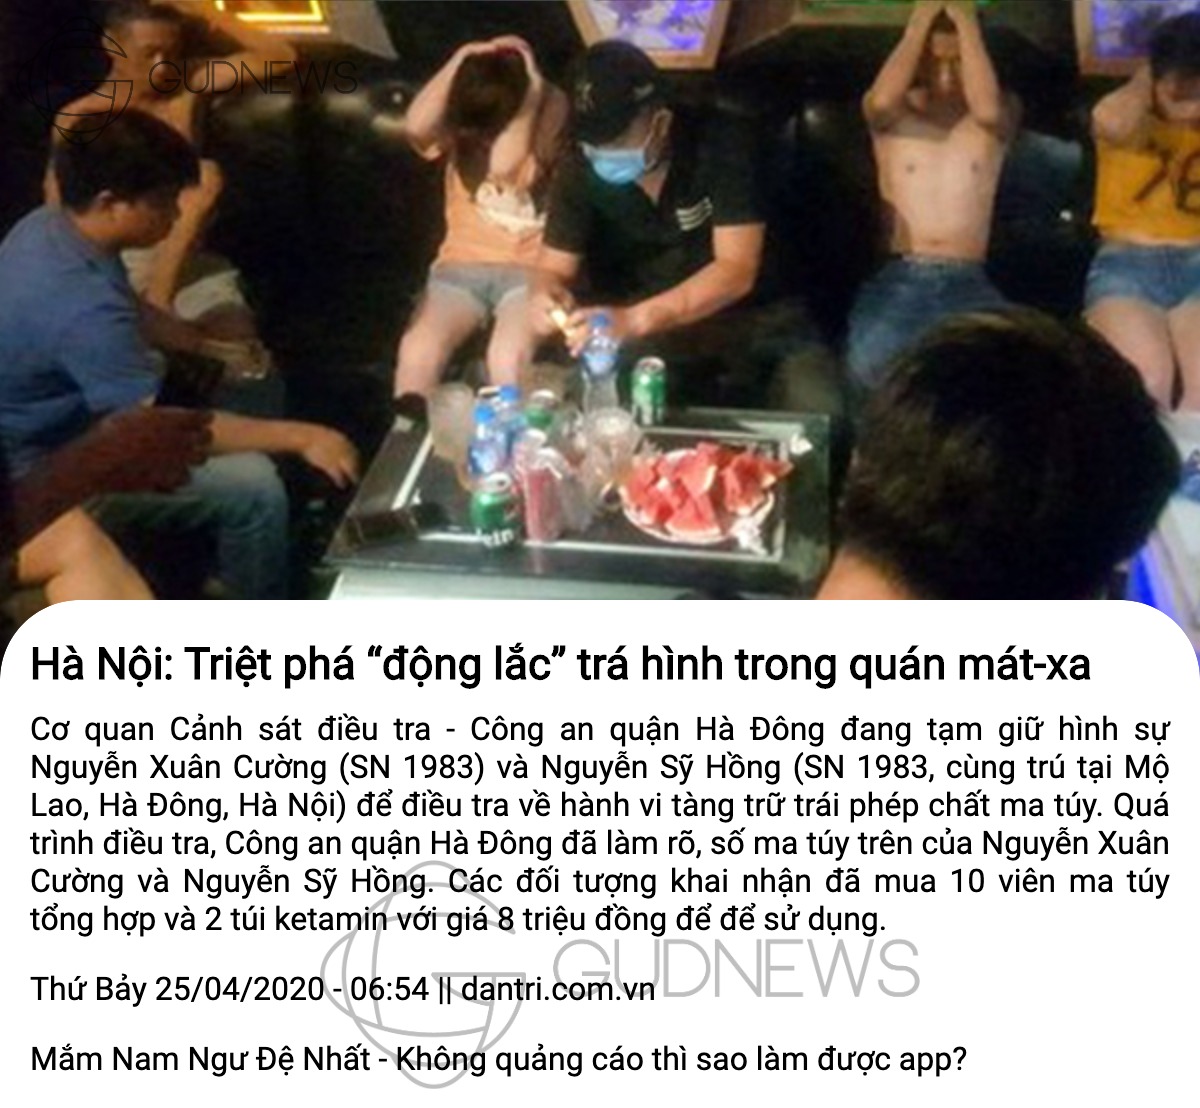 GUDNEWS
Hà Nội: Triệt phá “động lắc” trá hình trong quán mát-xa
Cơ quan Cảnh sát điều tra - Công an quận Hà Đông đang tạm giữ hình sự
Nguyễn Xuân Cường (SN 1983) và Nguyễn Sỹ Hồng (SN 1983, cùng trú tại Mộ
Lao, Hà Đông, Hà Nội) để điều tra về hành vi tàng trữ trái phép chất ma túy. Quá
trình điều tra, Công an quận Hà Đông đã làm rõ, số ma túy trên của Nguyễn Xuân
Cường và Nguyễn Sỹ Hồng. Các đối tượng khai nhận đã mua 10 viên ma túy
tổng hợp và 2 túi ketamin với giá 8 triệu đồng để để sử dụng.
GUDNEWS
Thứ Bảy 25/04/2020 - 06:54 || dantri.com.vn
Mắm Nam Ngư Đệ Nhất - Không quảng cáo thì sao làm được app?